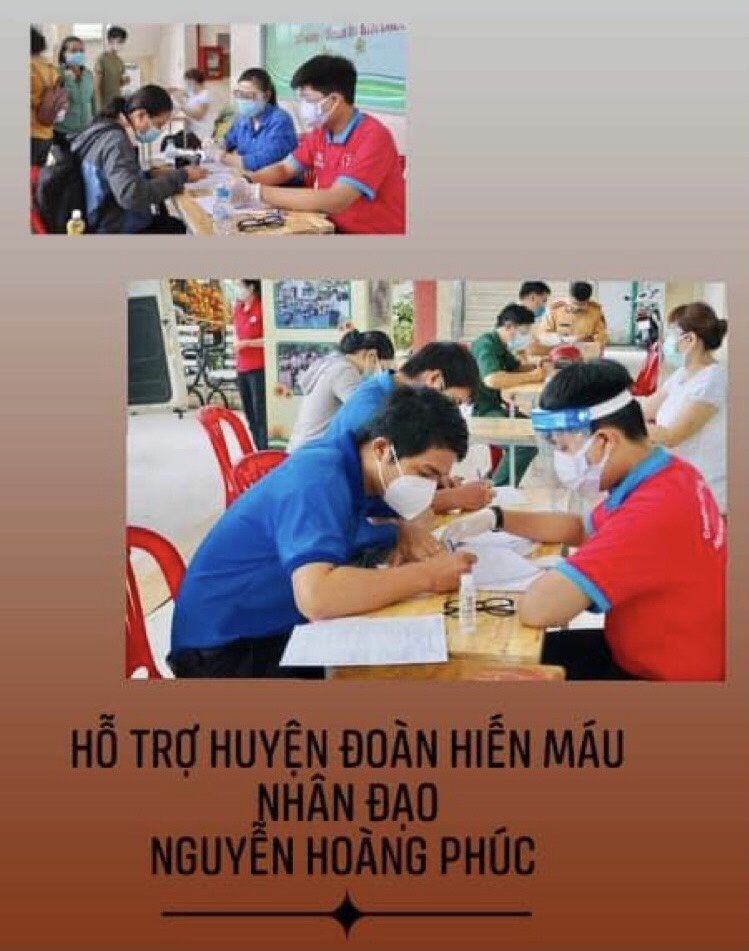 HỖ TRỢ HUYỆN ĐOÀN HIẾN MÁU
NHÂN ĐẠO
NGUYỄN HOÀNG PHÚC